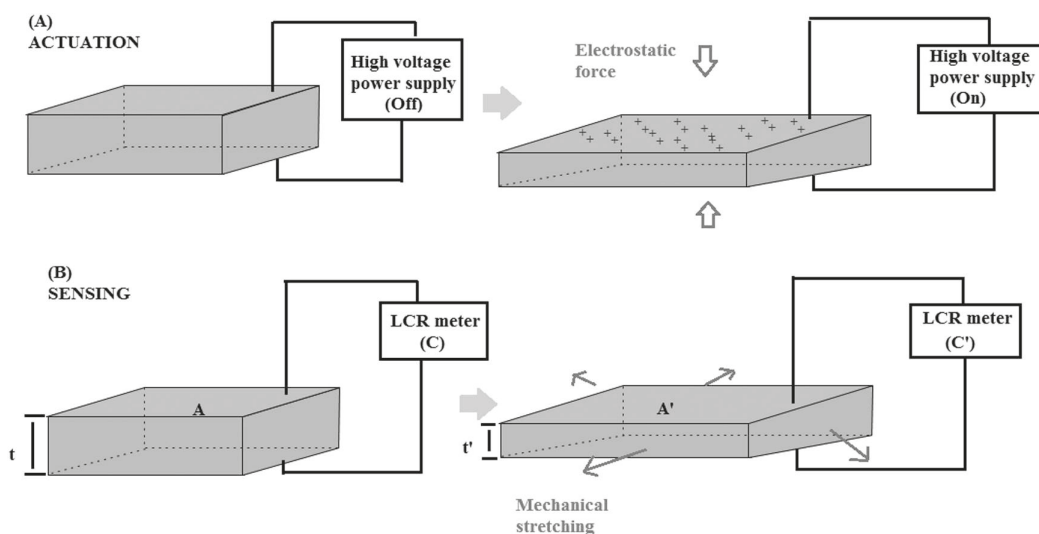 (A)
ACTUATION
High voltage
power supply
(Off)
Electrostatic
force
High voltage
power supply
(On)
+ + + + + + + + + + + + + + + + + +
(B)
SENSING
LCR meter
(C)
A
t
LCR meter
(C')
A'
t'
Mechanical
stretching